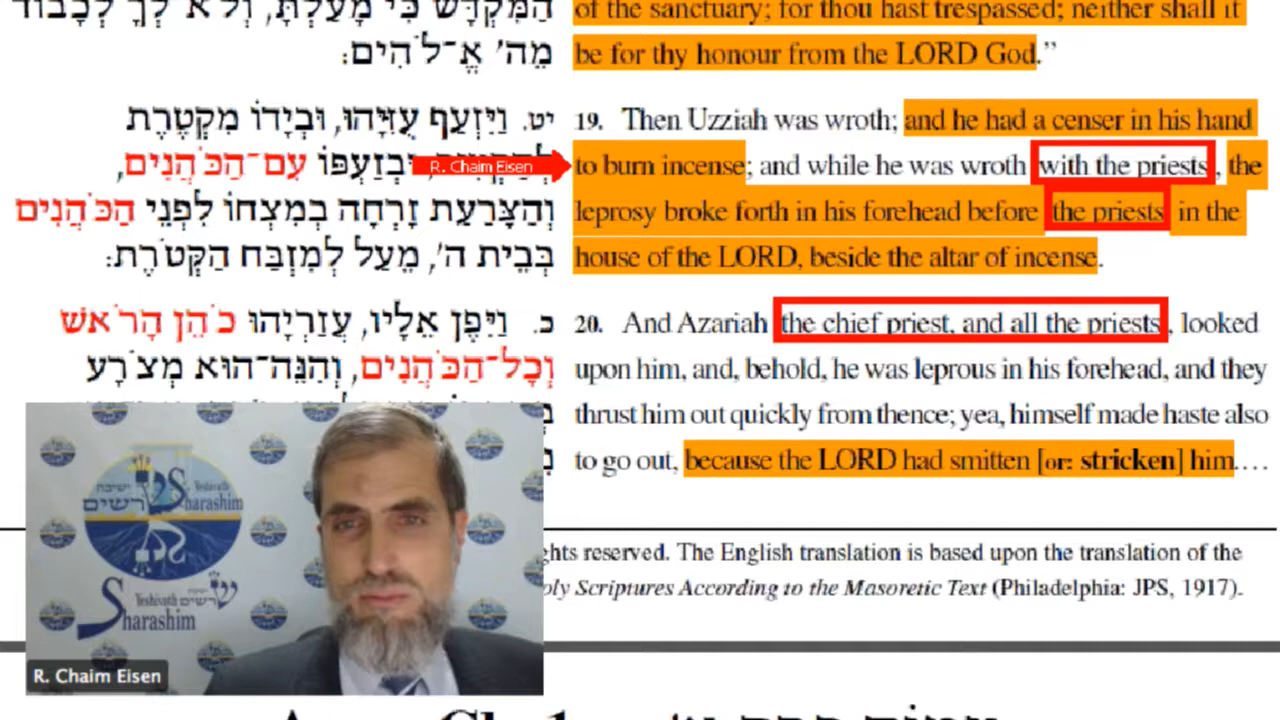 הַמִּקְדָּשׁ כִּי מָעַלְתָּ, וְלֹא־לְךָ לְכָבוֹד
מֵה' אֱ־לֹהִים:
יט. וַיִּזְעַף עֻזִּיָּהוּ, וּבְיָדוֹ מִקְטֶרֶת
וּבְזַעְפּוֹ עִם־הַכֹּהֲנִים,
וְהַצָּרַעַת זָרְחָה בְמִצְחוֹ לִפְנֵי הַכֹּהֲנִים
בְּבֵית ה', מֵעַל לְמִזְבַּח הַקְּטֹרֶת:
כ. וַיִּפֶן אֵלָיו, עֲזַרְיָהוּ כֹהֵן הָרֹאשׁ
וְכָל־הַכֹּהֲנִים, וְהִנֵּה־הוּא מְצֹרָע
of the sanctuary; for thou hast trespassed; neither shall it
be for thy honour from the LORD God.”
19. Then Uzziah was wroth; and he had a censer in his hand
to burn incense; and while he was wroth with the priests, the
leprosy broke forth in his forehead before the priests in the
house of the LORD, beside the altar of incense.
20. And Azariah the chief priest, and all the priests, looked
upon him, and, behold, he was leprous in his forehead, and they
thrust him out quickly from thence; yea, himself made haste also
to go out, because the LORD had smitten [or: stricken] him....
R. Chaim Eisen
reserved. The English translation is based upon the translation of the
Scriptures According to the Masoretic Text (Philadelphia: JPS, 1917).
ישיבת שרשים
Yeshivath Sharashim
Yeshivath ישיבת שרשים
Sharashim
R. Chaim Eisen